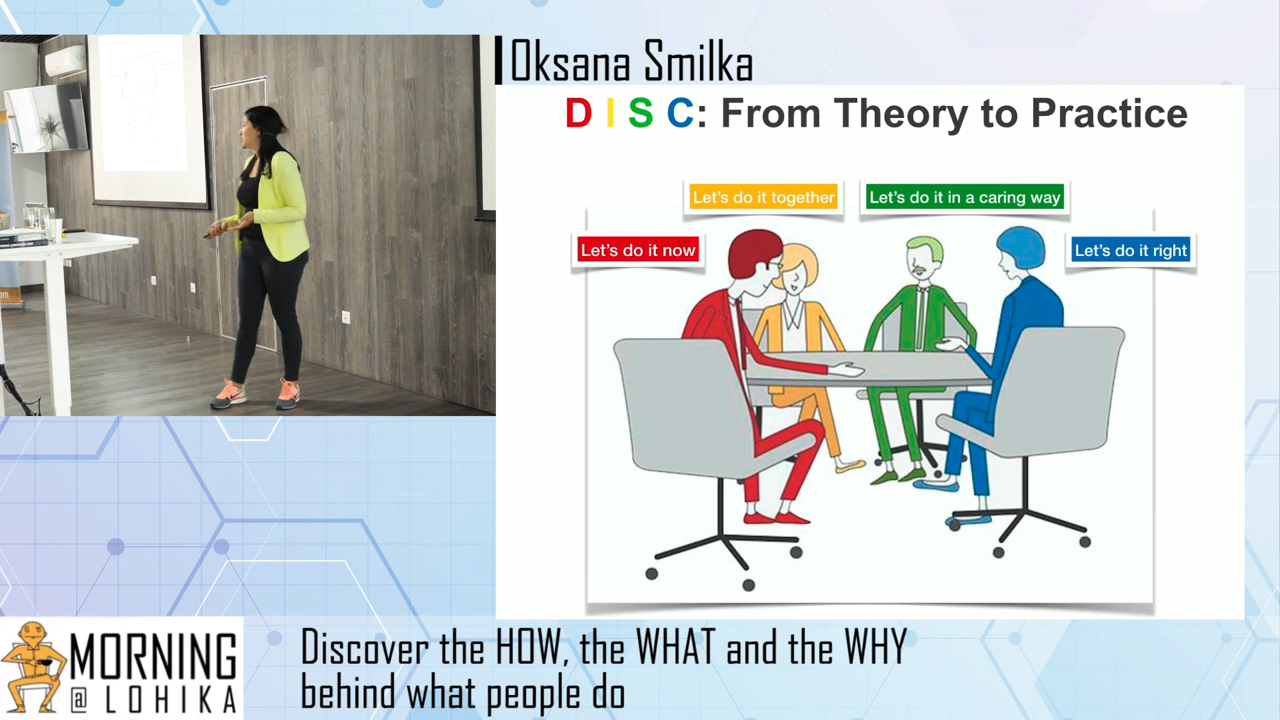 Oksana Smilka
D I S C: From Theory to Practice
Let's do it together
Let's do it in a caring way
Let's do it now
Let's do it right
MORNING
@ LOHIKA
Discover the HOW, the WHAT and the WHY
behind what people do